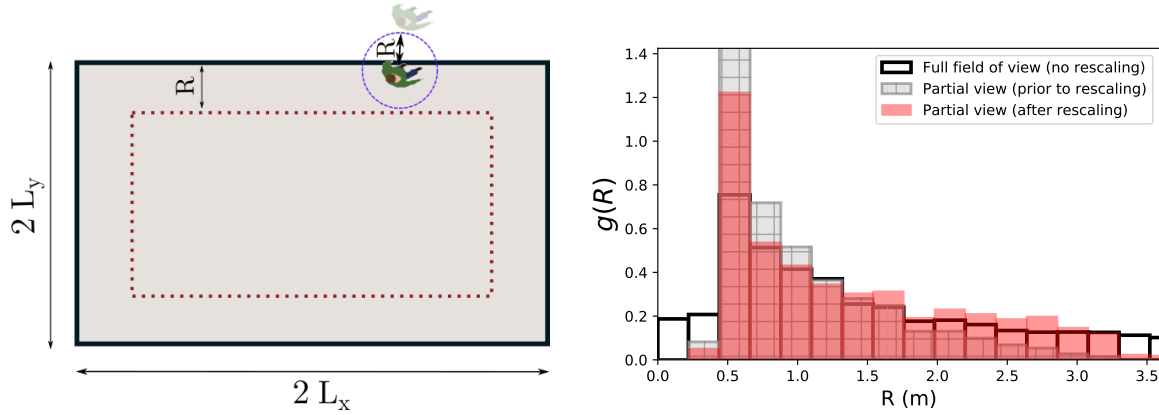 R
R
2 Ly
2 Lx
Full field of view (no rescaling)
Partial view (prior to rescaling)
Partial view (after rescaling)
g(R)
1.4
1.2
1.0
0.8
0.6
0.4
0.2
0.0
0.0 0.5 1.0 1.5 2.0 2.5 3.0 3.5
R (m)